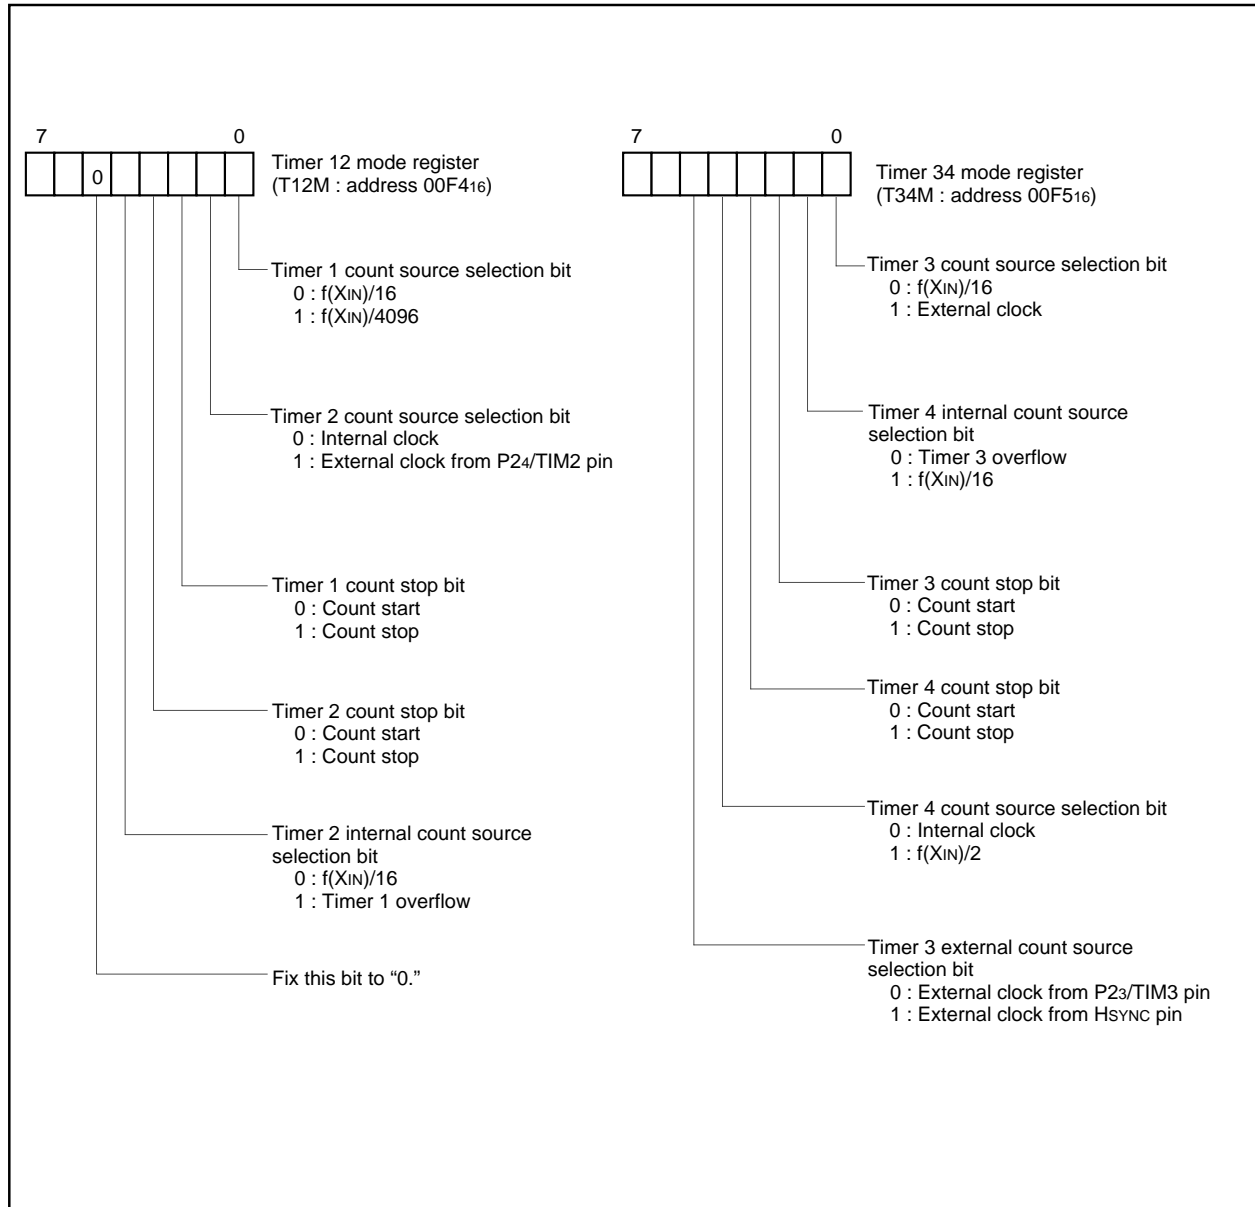 7 0
0
Timer 12 mode register
(T12M : address 00F416)
Timer 1 count source selection bit
0 : f(XIN)/16
1 : f(XIN)/4096
Timer 2 count source selection bit
0 : Internal clock
1 : External clock from P24/TIM2 pin
Timer 1 count stop bit
0 : Count start
1 : Count stop
Timer 2 count stop bit
0 : Count start
1 : Count stop
Timer 2 internal count source
selection bit
0 : f(XIN)/16
1 : Timer 1 overflow
Fix this bit to “0.”
7 0
Timer 34 mode register
(T34M : address 00F516)
Timer 3 count source selection bit
0 : f(XIN)/16
1 : External clock
Timer 4 internal count source
selection bit
0 : Timer 3 overflow
1 : f(XIN)/16
Timer 3 count stop bit
0 : Count start
1 : Count stop
Timer 4 count stop bit
0 : Count start
1 : Count stop
Timer 4 count source selection bit
0 : Internal clock
1 : f(XIN)/2
Timer 3 external count source
selection bit
0 : External clock from P23/TIM3 pin
1 : External clock from HSYNC pin